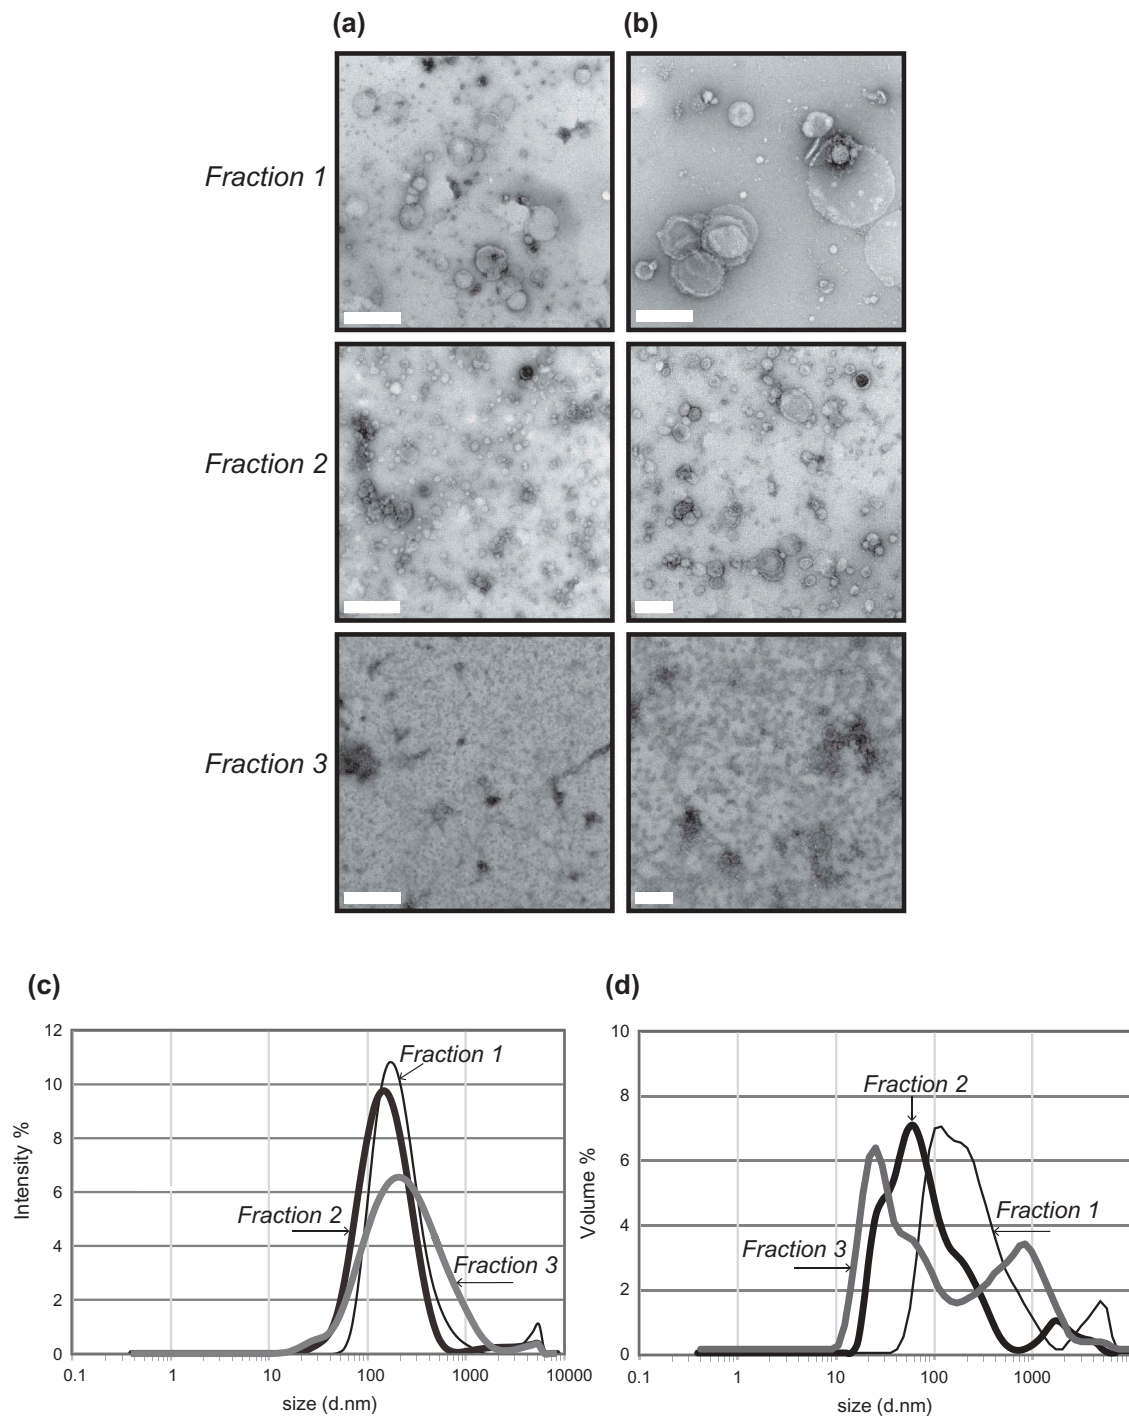 (a) (b)
Fraction 1
Fraction 2
Fraction 3
(c) (d)
12
10
8
6
4
2
0
Intensity %
Fraction 1
Fraction 2
Fraction 3
0.1 1 10 100 1000 10000
size (d.nm)
10
8
6
4
2
0
Volume %
Fraction 2
Fraction 1
Fraction 3
0.1 1 10 100 1000
size (d.nm)